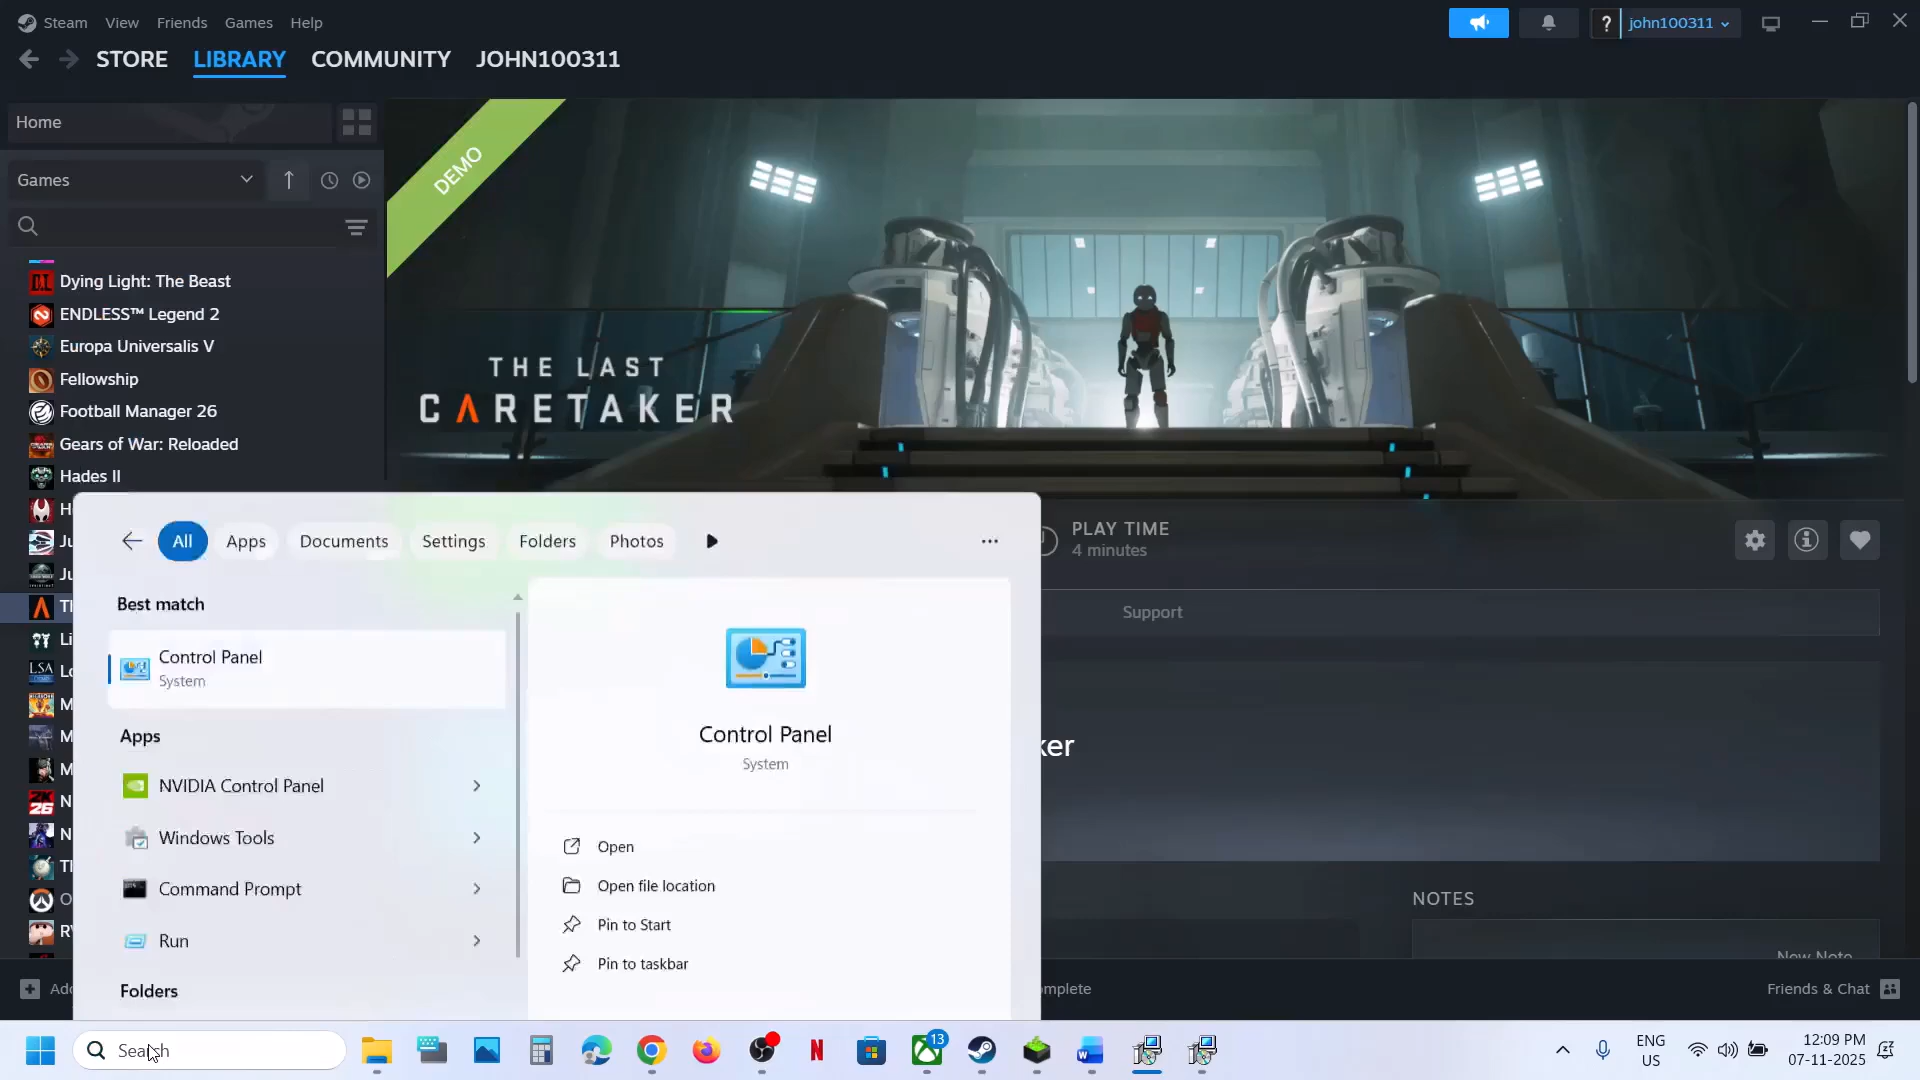 Steam View Friends Games Help
john100311
STORE LIBRARY COMMUNITY JOHN100311
Home
Games
DEMO
Dying Light: The Beast
ENDLESS™ Legend 2
Europa Universalis V
Fellowship
Football Manager 26
Gears of War: Reloaded
Hades II
THE LAST
CARETAKER
PLAY TIME
4 minutes
Support
All Apps Documents Settings Folders Photos
Best match
Control Panel
System
Apps
NVIDIA Control Panel
Windows Tools
Command Prompt
Run
Folders
Control Panel
System
Open
Open file location
Pin to Start
Pin to taskbar
NOTES
New Note
Friends & Chat
Search
13
ENG
US
12:09 PM
07-11-2025